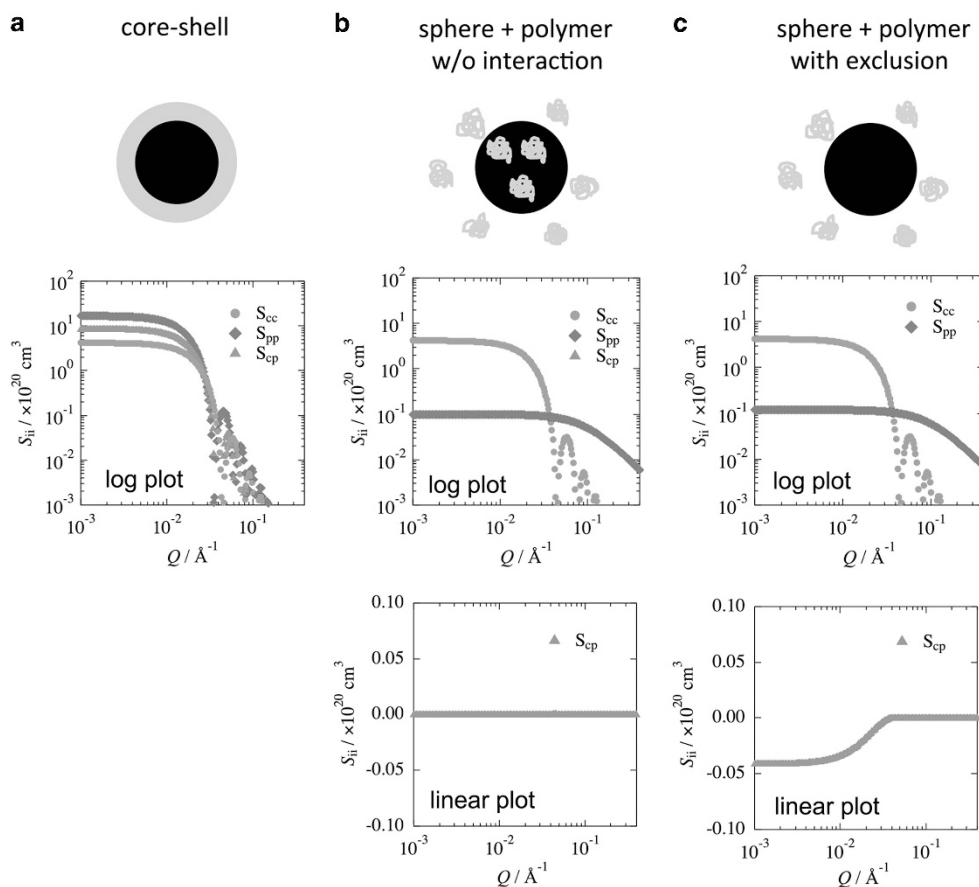 a
core-shell
b
sphere + polymer
w/o interaction
c
sphere + polymer
with exclusion
S_ii / ×10^20 cm^3
10^2
10^1
10^0
10^-1
10^-2
10^-3
S_cc
S_pp
S_cp
log plot
10^-3 10^-2 10^-1
Q / Å^-1
S_ii / ×10^20 cm^3
10^2
10^1
10^0
10^-1
10^-2
10^-3
S_cc
S_pp
S_cp
log plot
10^-3 10^-2 10^-1
Q / Å^-1
S_ii / ×10^20 cm^3
10^2
10^1
10^0
10^-1
10^-2
10^-3
S_cc
S_pp
log plot
10^-3 10^-2 10^-1
Q / Å^-1
S_ii / ×10^20 cm^3
0.10
0.05
0.00
-0.05
-0.10
S_cp
linear plot
10^-3 10^-2 10^-1
Q / Å^-1
S_ii / ×10^20 cm^3
0.10
0.05
0.00
-0.05
-0.10
S_cp
linear plot
10^-3 10^-2 10^-1
Q / Å^-1